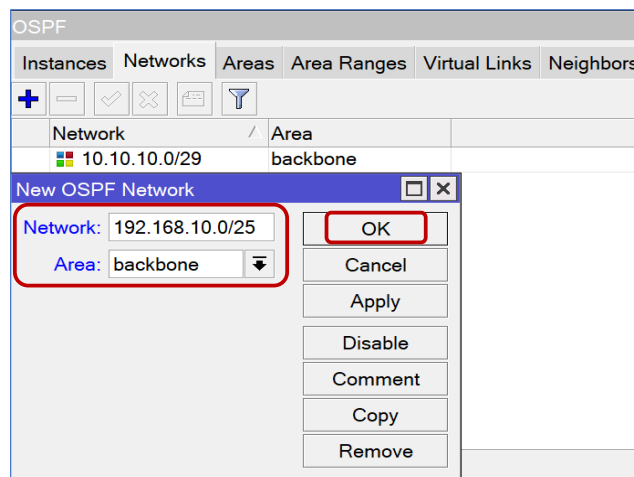 OSPF
Instances Networks Areas Area Ranges Virtual Links Neighbors
Network Area
10.10.10.0/29 backbone
New OSPF Network
Network: 192.168.10.0/25 OK
Area: backbone Cancel
Apply
Disable
Comment
Copy
Remove